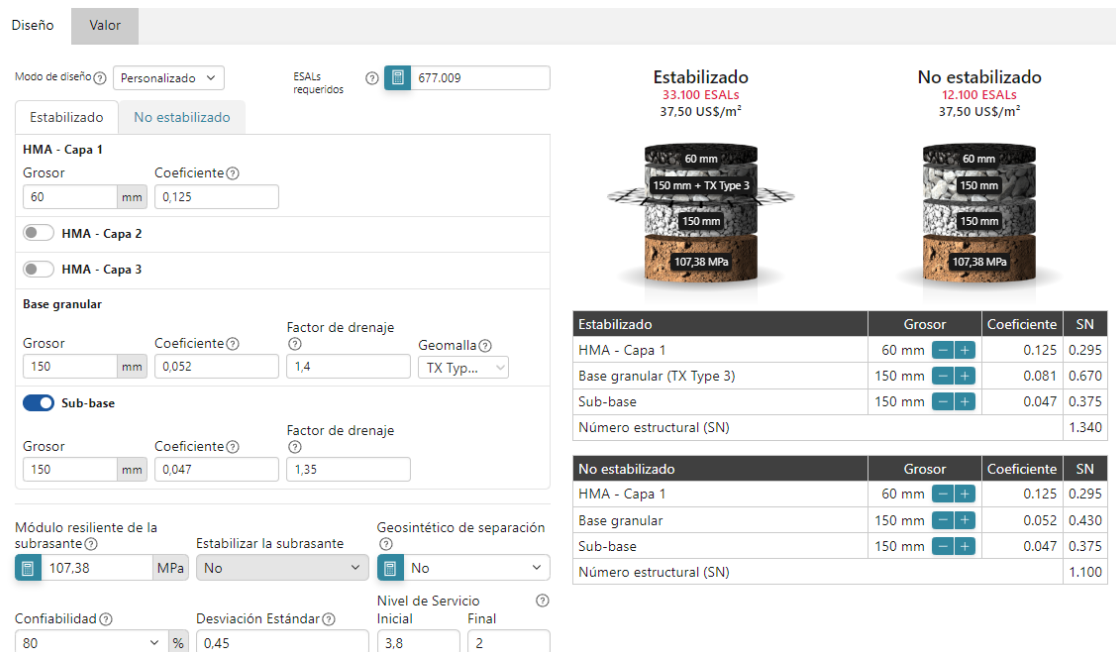 Diseño Valor
Modo de diseño Personalizado ESALs requeridos 677.009
Estabilizado No estabilizado
HMA - Capa 1
Grosor Coeficiente
60 mm 0,125
HMA - Capa 2
HMA - Capa 3
Base granular
Grosor Coeficiente Factor de drenaje Geomalla
150 mm 0,052 1,4 TX Typ...
Sub-base
Grosor Coeficiente Factor de drenaje
150 mm 0,047 1,35
Módulo resiliente de la subrasante Estabilizar la subrasante Geosintético de separación
107,38 MPa No No
Confiabilidad Desviación Estándar Nivel de Servicio
Inicial Final
80 % 0,45 3,8 2
Estabilizado
33.100 ESALs
37,50 US$/m²
60 mm
150 mm + TX Type 3
150 mm
107,38 MPa
No estabilizado
12.100 ESALs
37,50 US$/m²
60 mm
150 mm
150 mm
107,38 MPa
Estabilizado Grosor Coeficiente SN
HMA - Capa 1 60 mm − + 0.125 0.295
Base granular (TX Type 3) 150 mm − + 0.081 0.670
Sub-base 150 mm − + 0.047 0.375
Número estructural (SN) 1.340
No estabilizado Grosor Coeficiente SN
HMA - Capa 1 60 mm − + 0.125 0.295
Base granular 150 mm − + 0.052 0.430
Sub-base 150 mm − + 0.047 0.375
Número estructural (SN) 1.100